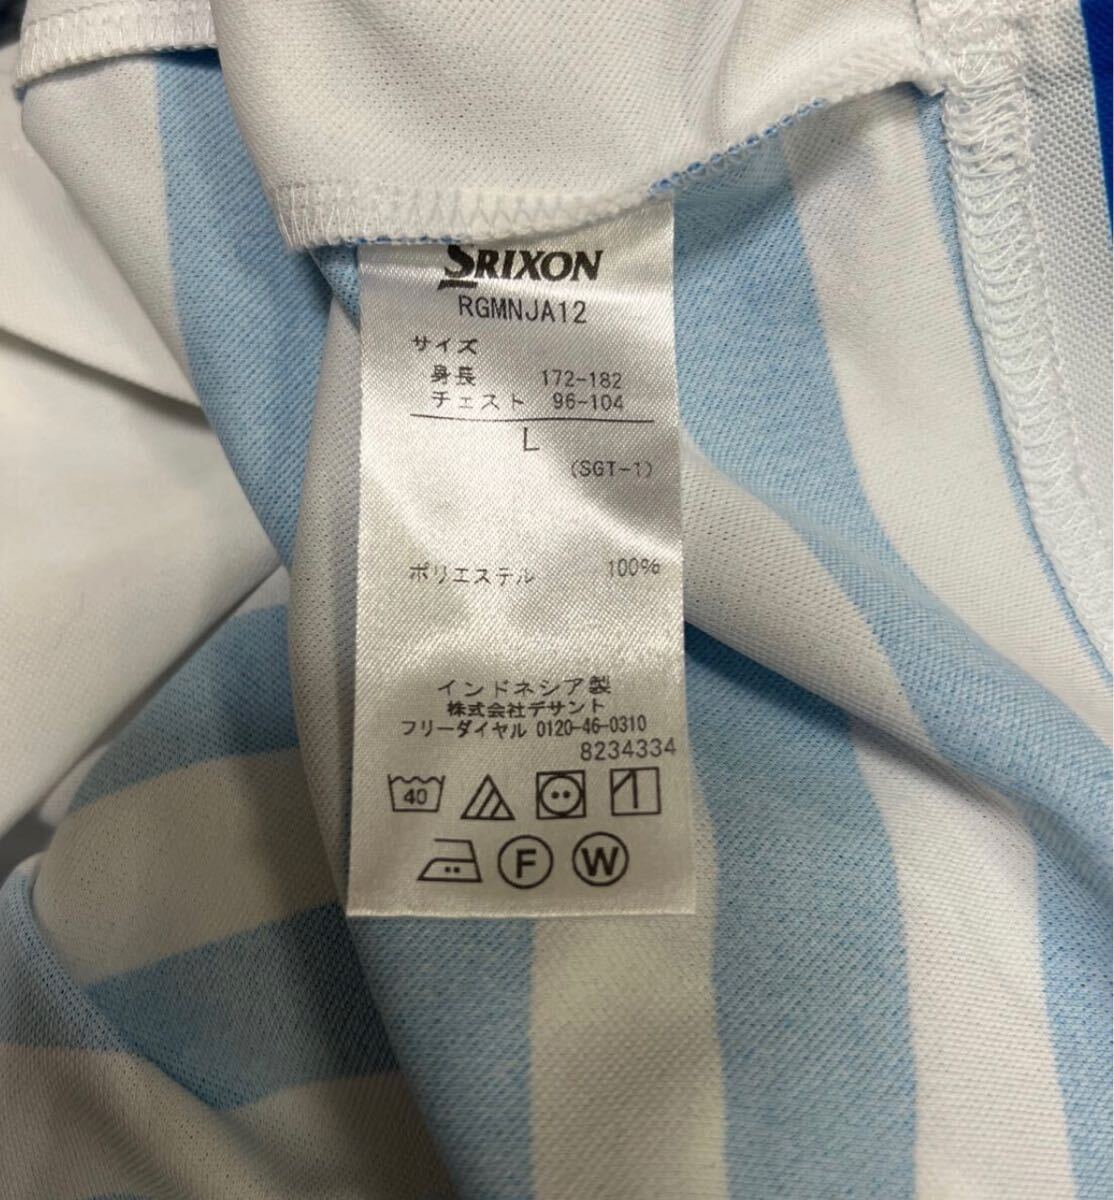 SRIXON
RGMNJA12
サイズ
身長 172-182
チェスト 96-104
L
(SGT-1)
ポリエステル 100%
インドネシア製
株式会社デサント
フリーダイヤル 0120-46-0310
8234334
40
F W